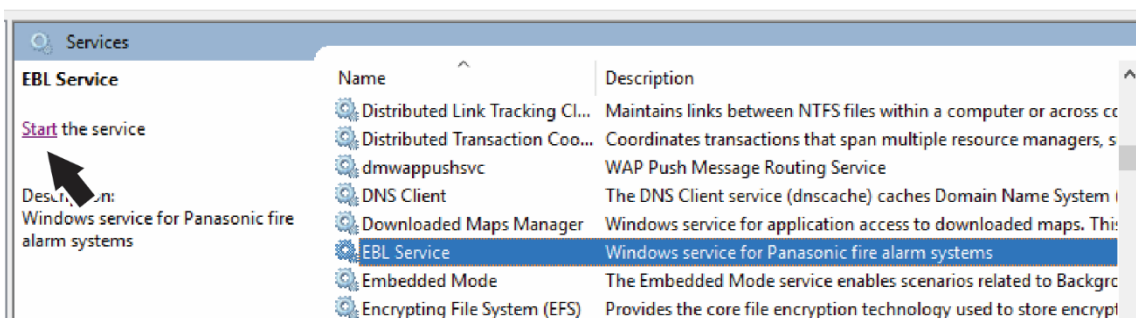 Services
EBL Service
Start the service
Description:
Windows service for Panasonic fire
alarm systems
Name Description
Distributed Link Tracking Cl... Maintains links between NTFS files within a computer or across
Distributed Transaction Coo... Coordinates transactions that span multiple resource managers,
dmwappushsvc WAP Push Message Routing Service
DNS Client The DNS Client service (dnscache) caches Domain Name System
Downloaded Maps Manager Windows service for application access to downloaded maps.
EBL Service Windows service for Panasonic fire alarm systems
Embedded Mode The Embedded Mode service enables scenarios related to
Encrypting File System (EFS) Provides the core file encryption technology used to store